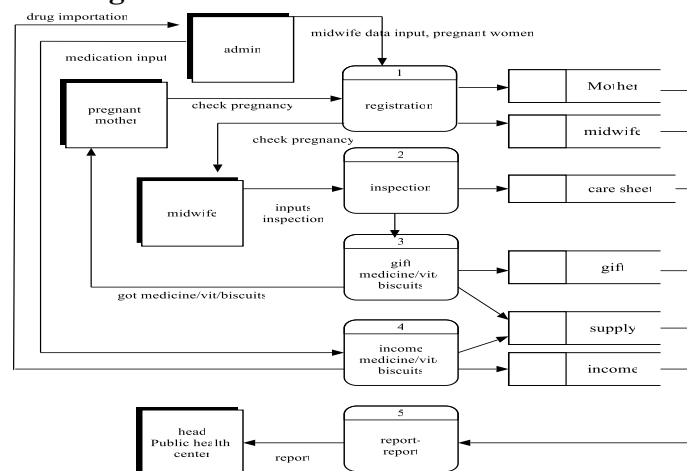 drug importation
admin
midwife data input, pregnant women
medication input
1
registration
Mother
pregnant
mother
check pregnancy
midwife
check pregnancy
2
inspection
care sheet
midwife
inputs
inspection
3
gift
medicine/vit/
biscuits
gift
got medicine/vit/biscuits
supply
4
income
medicine/vit/
biscuits
income
5
report-
report
head
Public health
center
report